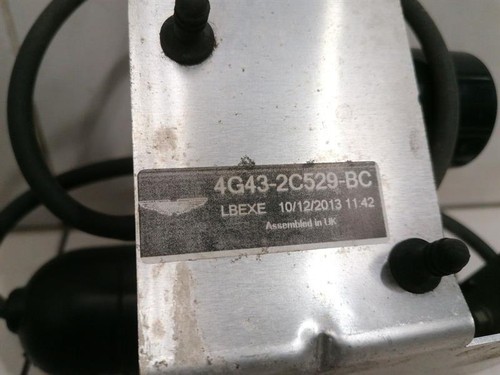 4G43-2C529-BC
LBEXE 10/12/2013 11:42
Assembled in UK